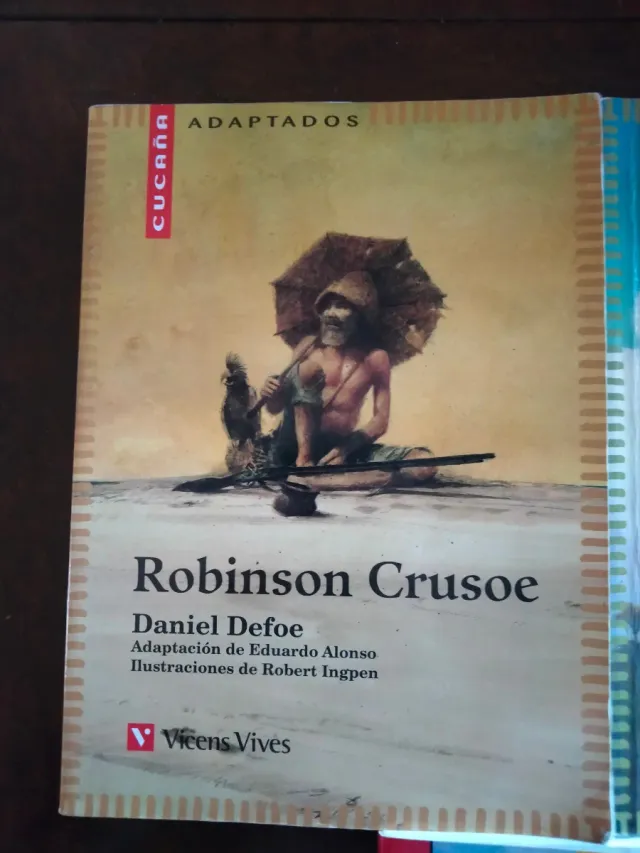 CUCAÑA
ADAPTADOS
Robinson Crusoe
Daniel Defoe
Adaptación de Eduardo Alonso
Ilustraciones de Robert Ingpen
V Vicens Vives